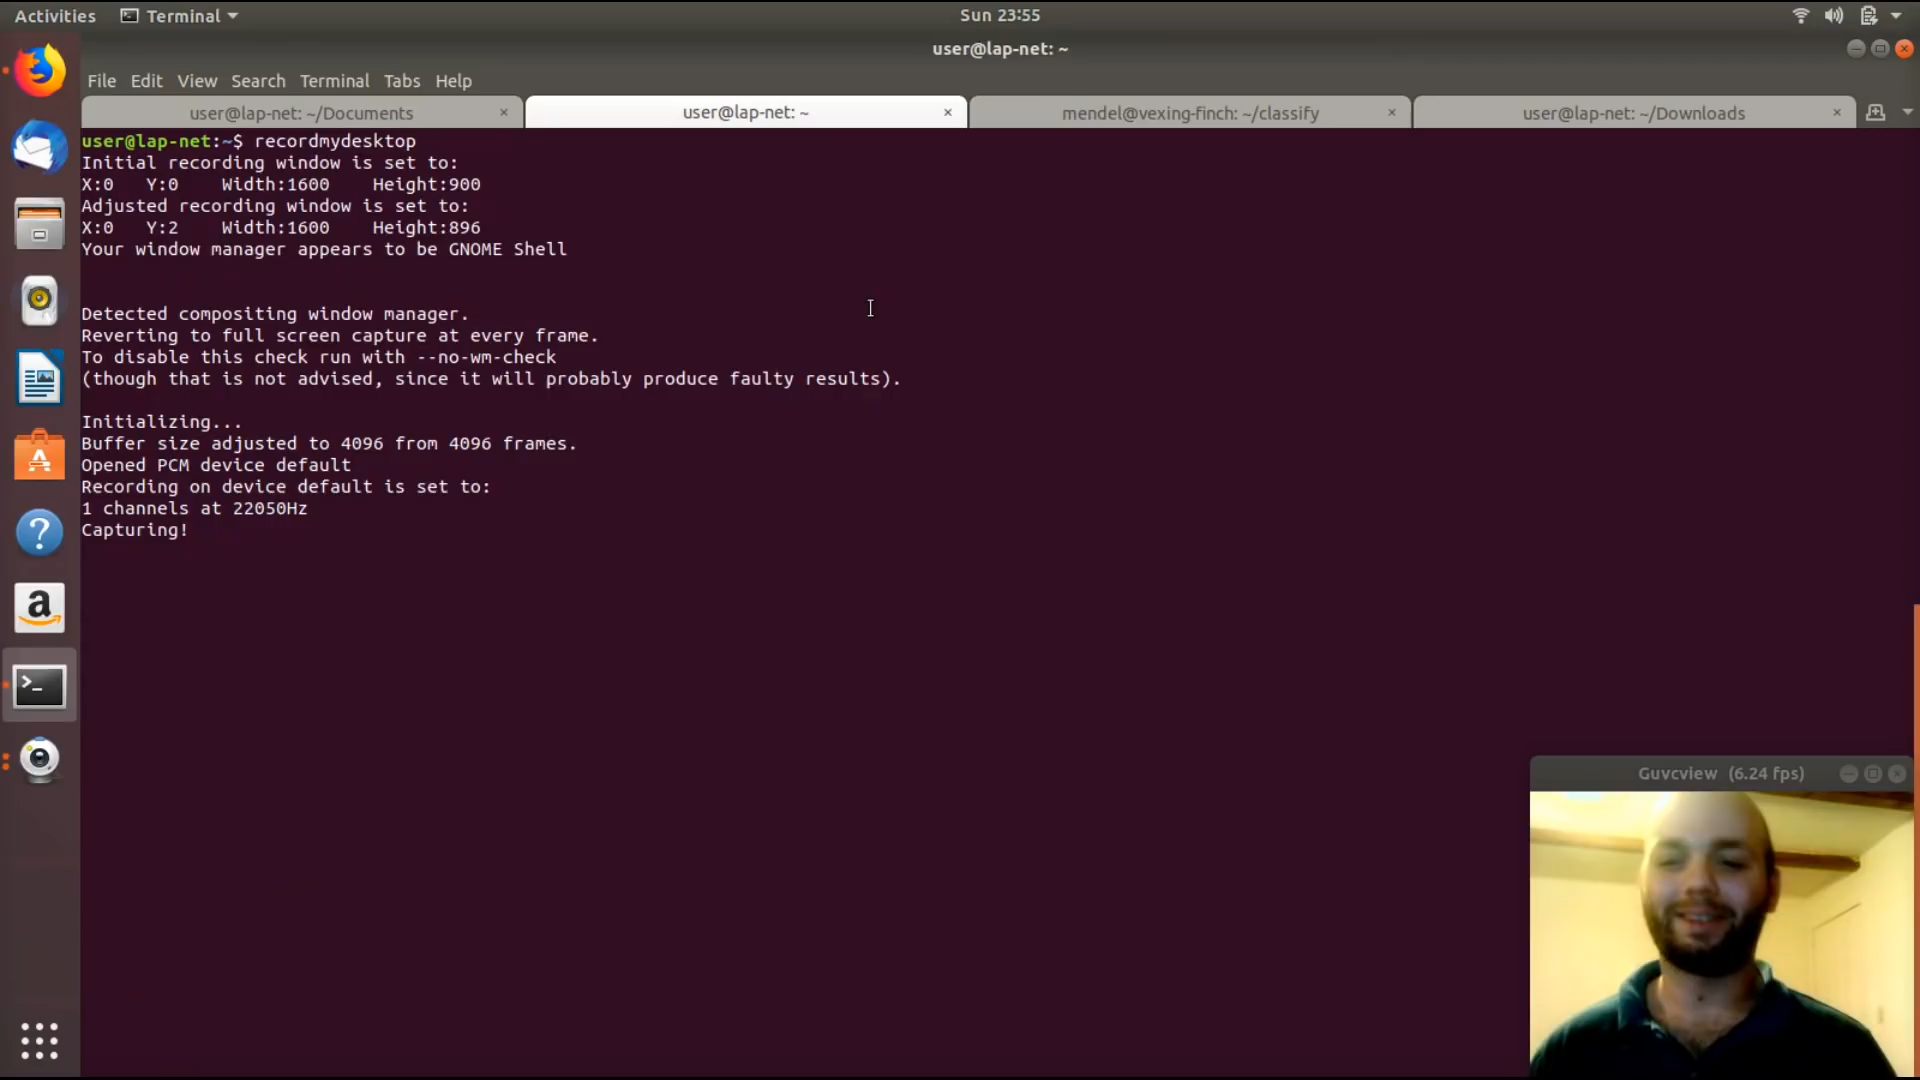 Activities Terminal Sun 23:55
user@lap-net: ~
File Edit View Search Terminal Tabs Help
user@lap-net: ~/Documents × user@lap-net: ~ × mendel@vexing-finch: ~/classify × user@lap-net: ~/Downloads ×
user@lap-net:~$ recordmydesktop
Initial recording window is set to:
X:0 Y:0 Width:1600 Height:900
Adjusted recording window is set to:
X:0 Y:2 Width:1600 Height:896
Your window manager appears to be GNOME Shell
Detected compositing window manager.
Reverting to full screen capture at every frame.
To disable this check run with --no-wm-check
(though that is not advised, since it will probably produce faulty results).
Initializing...
Buffer size adjusted to 4096 from 4096 frames.
Opened PCM device default
Recording on device default is set to:
1 channels at 22050Hz
Capturing!
Guvcview (6.24 fps)